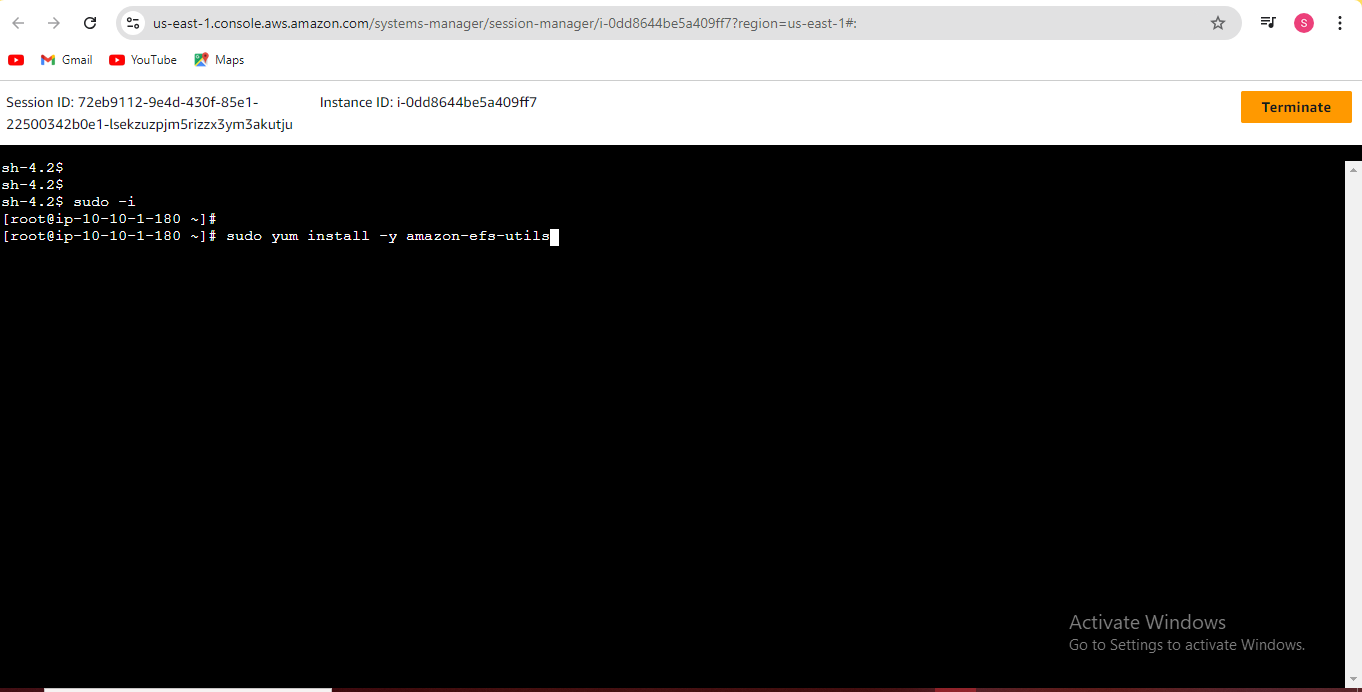 us-east-1.console.aws.amazon.com/systems-manager/session-manager/i-0dd8644be5a409ff7?region=us-east-1#:
S
Gmail YouTube Maps
Session ID: 72eb9112-9e4d-430f-85e1- Instance ID: i-0dd8644be5a409ff7
22500342b0e1-lsekzuzpjm5rizzx3ym3akutju
Terminate
sh-4.2$
sh-4.2$
sh-4.2$ sudo -i
[root@ip-10-10-1-180 ~]#
[root@ip-10-10-1-180 ~]# sudo yum install -y amazon-efs-utils
Activate Windows
Go to Settings to activate Windows.